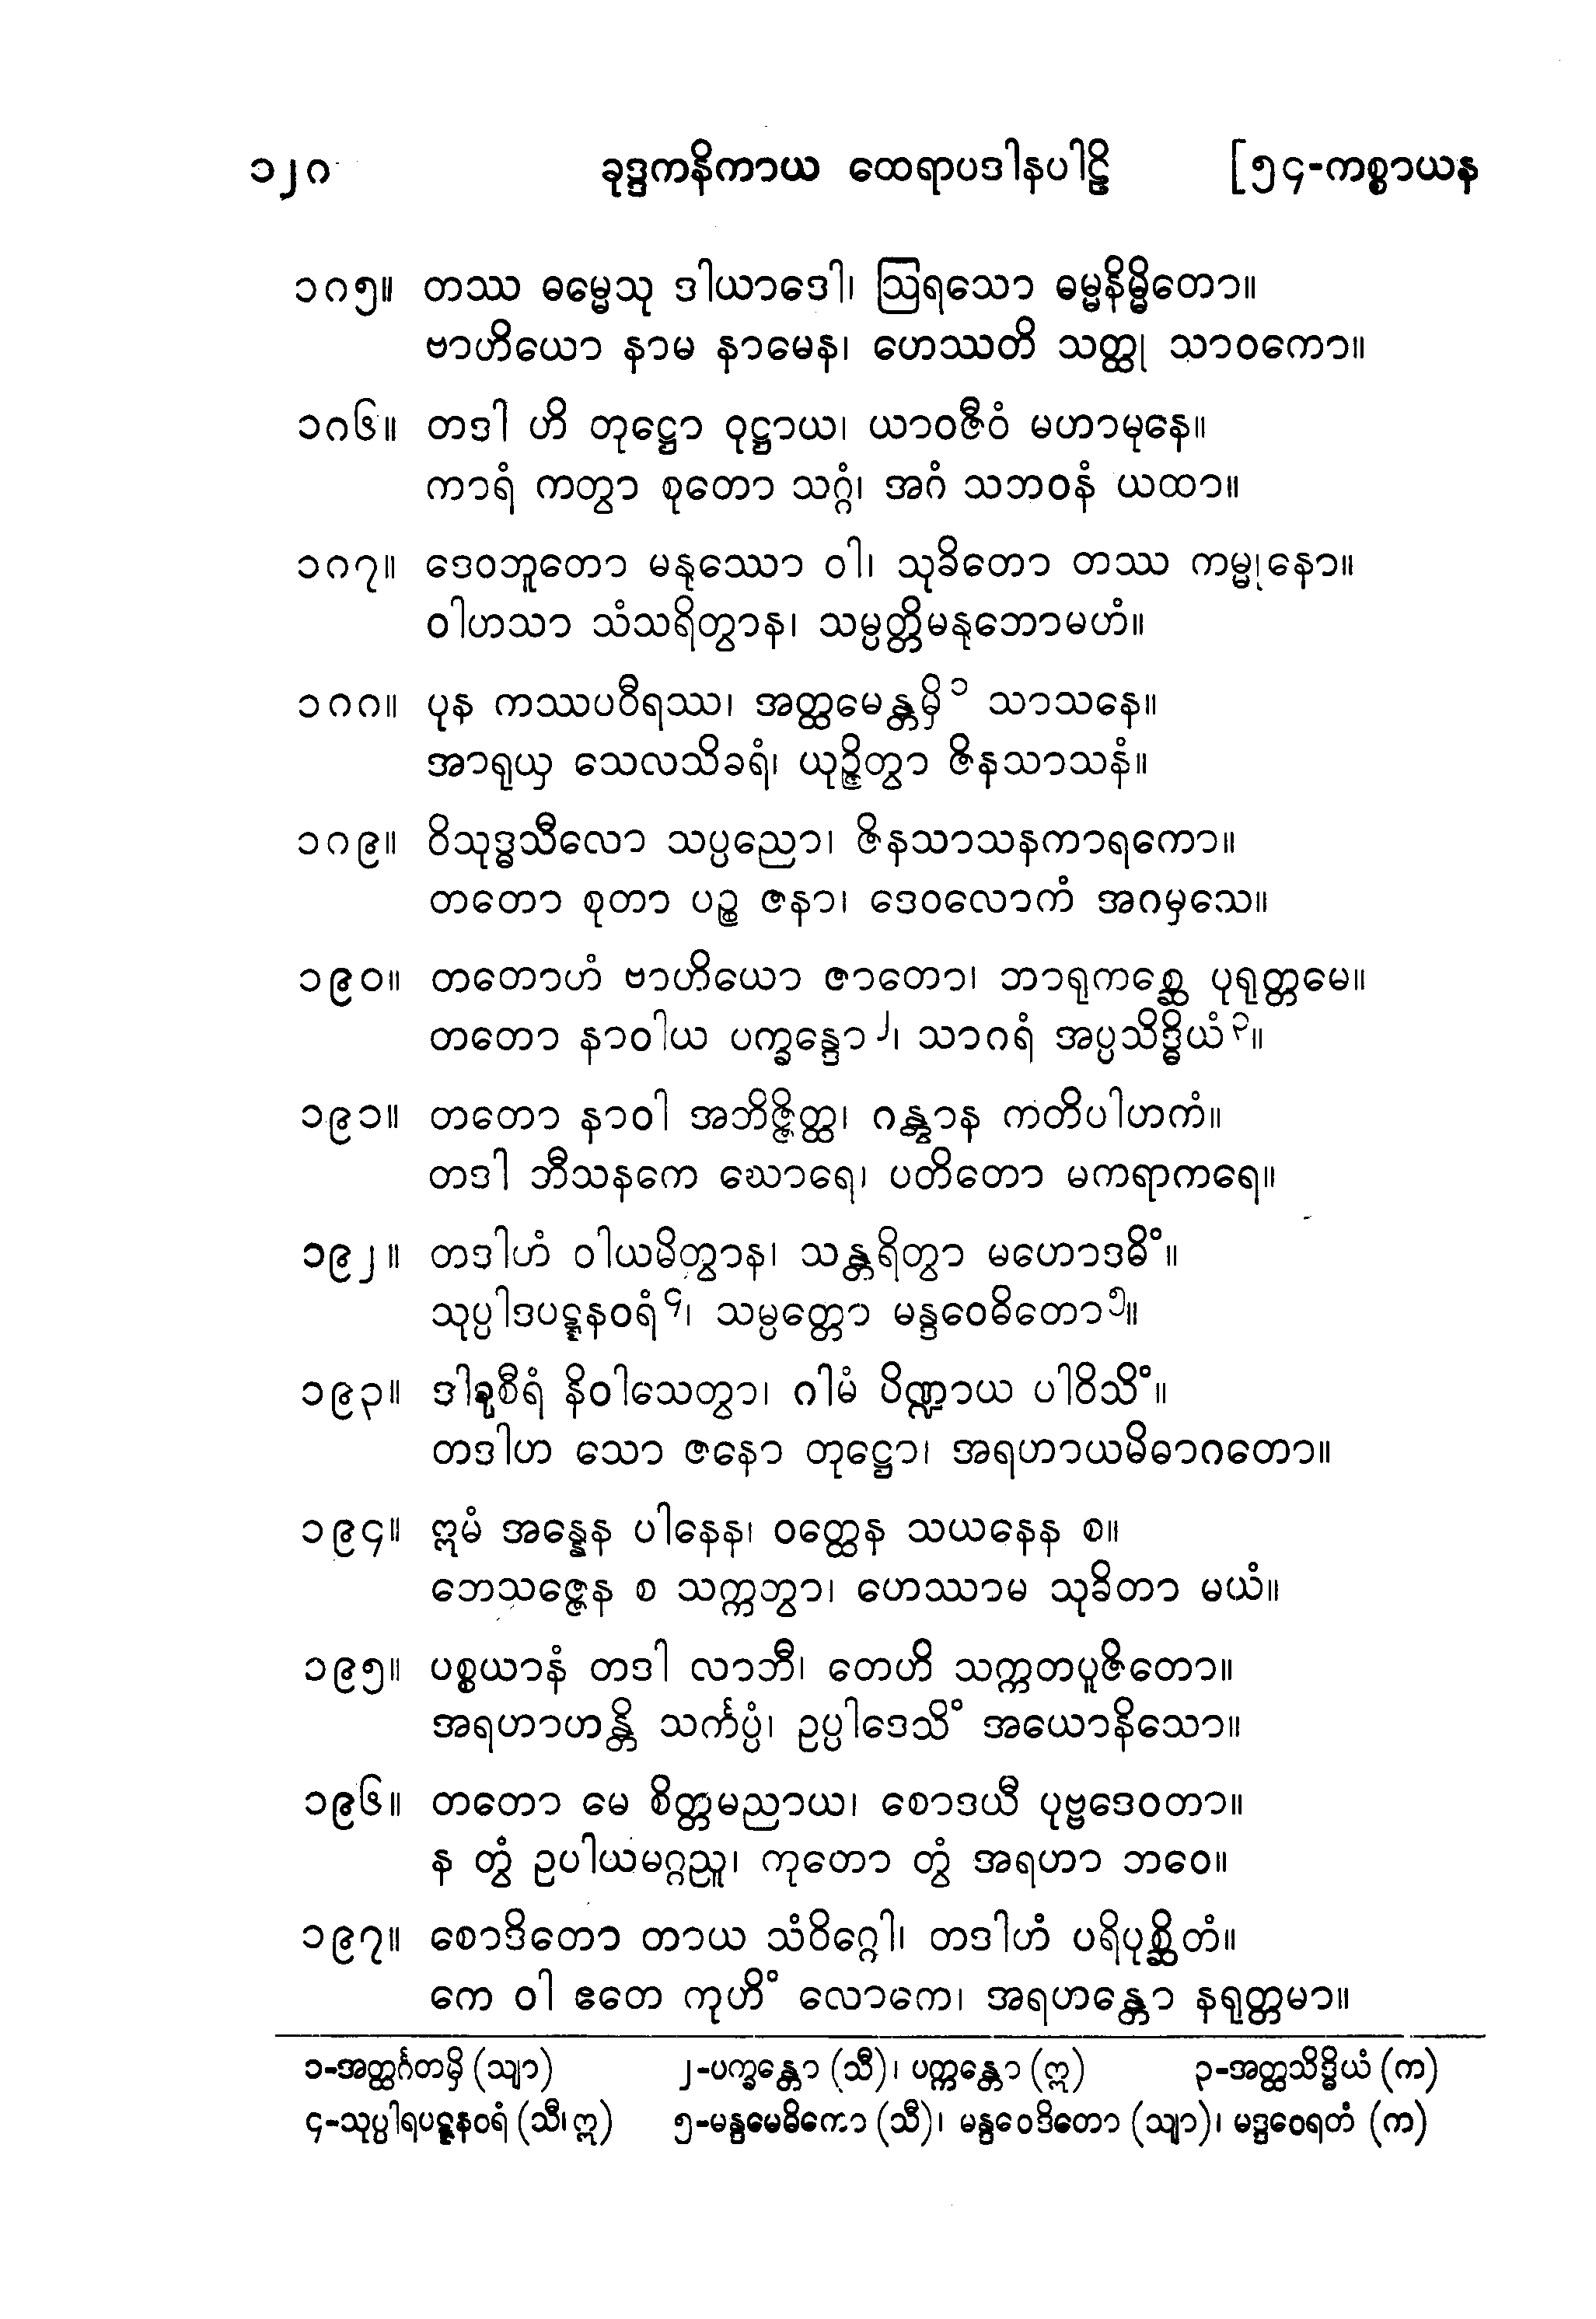 ၁၂၈ ခုဒ္ဒကနိကာယ ထေရာပဒါနပါဠိ [၅၄-ကစ္စာယန
၁၈၅။ တဿ ဓမ္မေသု ဒါယာဒေါ၊ ဩရသော ဓမ္မနိမ္မိတော။
ဗာဟိယော နာမ နာမေန၊ ဟေဿတိ သတ္ထု သာဝကော။
၁၈၆။ တဒါ ဟိ တုဋ္ဌော ဝုဋ္ဌာယ၊ ယာဝဇီဝံ မဟာမုနေ။
ကာရံ ကတွာ စုတော သဂ္ဂံ၊ အဂံ သဘဝနံ ယထာ။
၁၈၇။ ဒေဝဘူတော မနုဿော ဝါ၊ သုခိတော တဿ ကမ္မုနော။
ဝါဟသာ သံသရိတွာန၊ သမ္ပတ္တိမနုဘောမဟံ။
၁၈၈။ ပုန ကဿပဝီရဿ၊ အတ္ထမေန္တမှိ ၁ သာသနေ။
အာရုယှ သေလသိခရံ၊ ယုဉ္ဇိတွာ ဇိနသာသနံ။
၁၈၉။ ဝိသုဒ္ဓသီလော သပ္ပညော၊ ဇိနသာသနကာရကော။
တတော စုတာ ပဉ္စ ဇနာ၊ ဒေဝလောကံ အဂမှသေ။
၁၉၀။ တတောဟံ ဗာဟိယော ဇာတော၊ ဘာရုကစ္ဆေ ပုရုတ္တမေ။
တတော နာဝါယ ပက္ခန္ဒော ၂၊ သာဂရံ အပ္ပသိဒ္ဓိယံ ၃။
၁၉၁။ တတော နာဝါ အဘိဇ္ဇိတ္ထ၊ ဂန္တွာန ကတိပါဟကံ။
တဒါ ဘီသနကေ ဃောရေ၊ ပတိတော မကရာကရေ။
၁၉၂။ တဒါဟံ ဝါယမိတွာန၊ သန္တရိတွာ မဟောဒဓိံ။
သုပ္ပါဒပဋ္ဋနဝရံ ၄၊ သမ္ပတ္တော မန္ဒဝေဓိတော ၅။
၁၉၃။ ဒါရုစီရံ နိဝါသေတွာ၊ ဂါမံ ပိဏ္ဍာယ ပါဝိသိံ။
တဒါဟ သော ဇနော တုဋ္ဌော၊ အရဟာယမိဓာဂတော။
၁၉၄။ ဣမံ အန္နေန ပါနေန၊ ဝတ္ထေန သယနေန စ။
ဘေသဇ္ဇေန စ သက္ကတွာ၊ ဟေဿာမ သုခိတာ မယံ။
၁၉၅။ ပစ္စယာနံ တဒါ လာဘီ၊ တေဟိ သက္ကတပူဇိတော။
အရဟာဟန္တိ သင်္ကပ္ပံ၊ ဥပ္ပါဒေသိံ အယောနိသော။
၁၉၆။ တတော မေ စိတ္တမညာယ၊ စောဒယီ ပုဗ္ဗဒေဝတာ။
န တွံ ဥပါယမဂ္ဂညူ၊ ကုတော တွံ အရဟာ ဘဝေ။
၁၉၇။ စောဒိတော တာယ သံဝိဂ္ဂေါ၊ တဒါဟံ ပရိပုစ္ဆိတံ။
ကေ ဝါ ဧတေ ကုဟိံ လောကေ၊ အရဟန္တော နရုတ္တမာ။
၁-အတ္ထင်္ဂတမှိ (သျာ) ၂-ပက္ခန္တော (သီ)၊ ပက္ကန္တော (ဣ) ၃-အတ္ထသိဒ္ဓိယံ (က)
၄-သုပ္ပါရပဋ္ဋနဝရံ (သီ၊ ဣ) ၅-မန္ဒမေဓိကော (သီ)၊ မန္ဒဝေဒိတော (သျာ)၊ မဒ္ဒဝေရတံ (က)